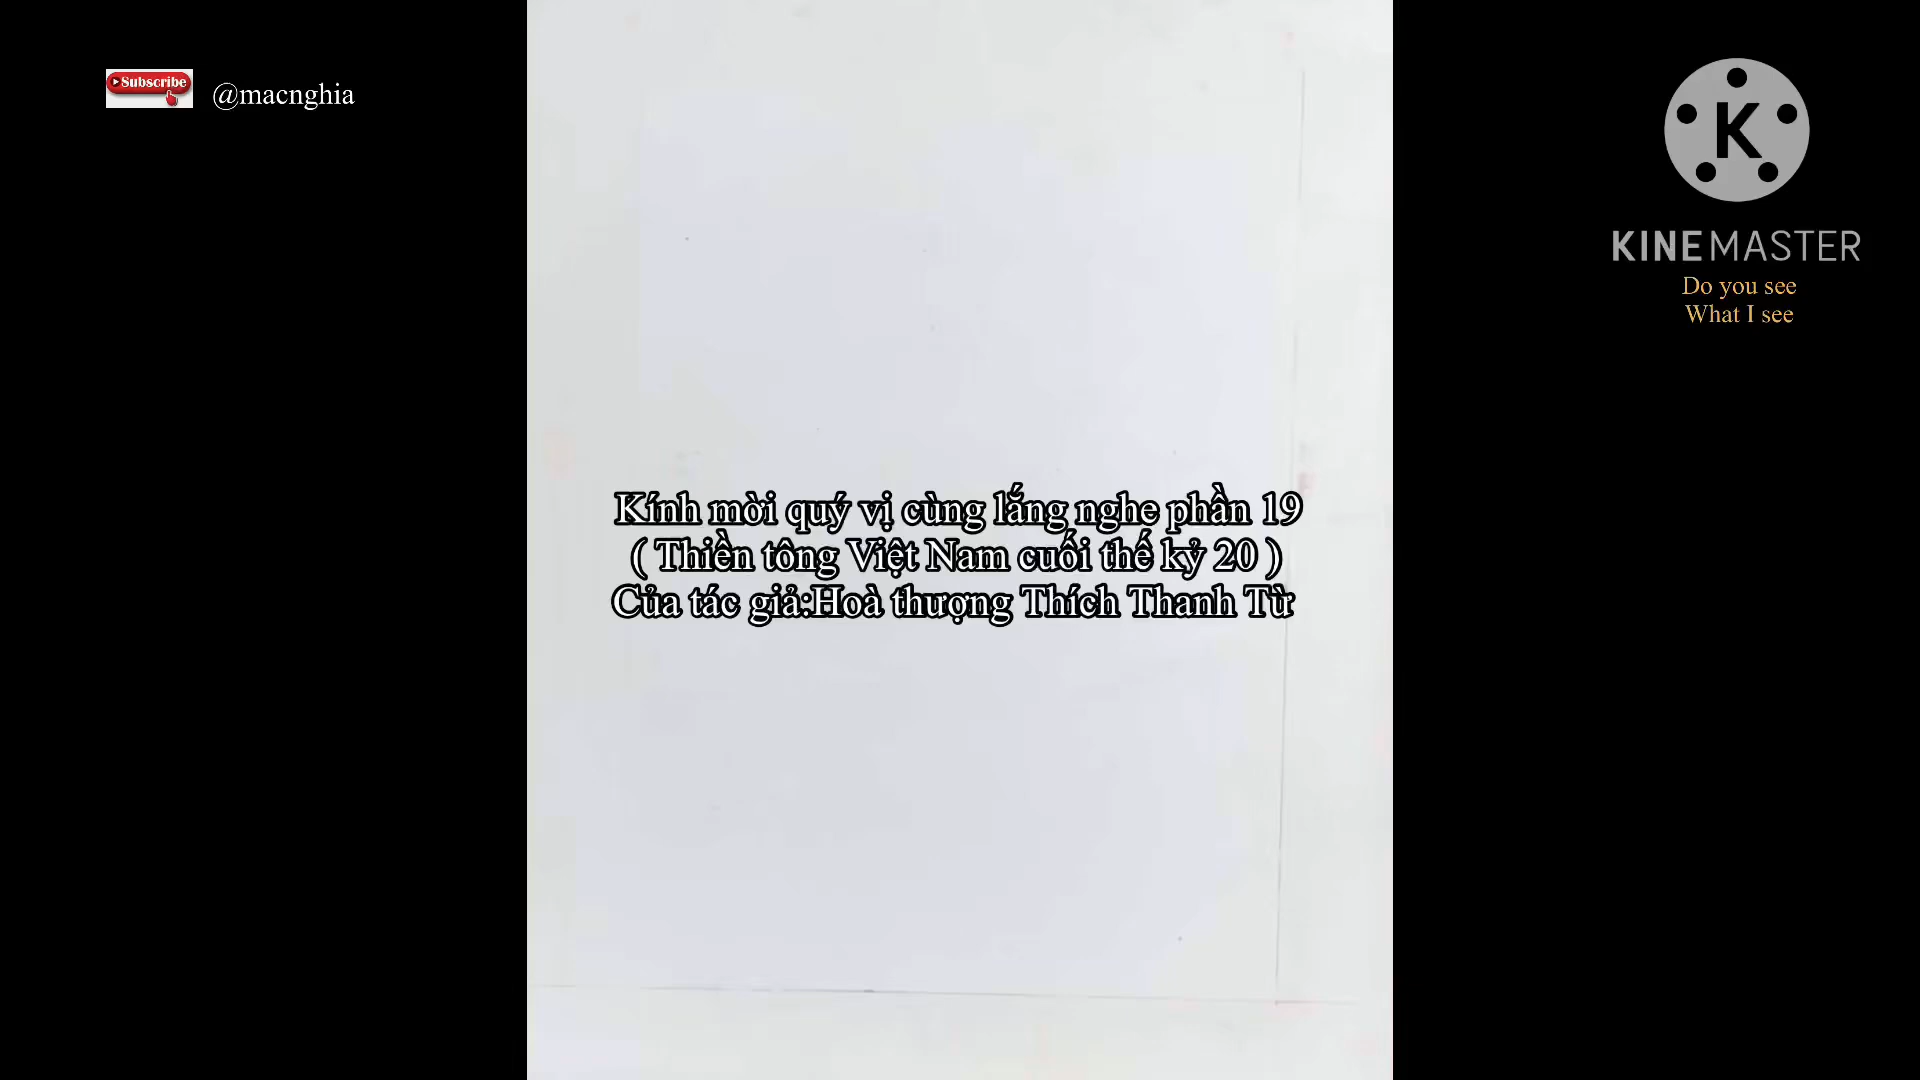 Subscribe
@macnghia
K
KINEMASTER
Do you see
What I see
Kính mời quý vị cùng lắng nghe phần 19
( Thiền tông Việt Nam cuối thế kỷ 20 )
Của tác giả:Hoà thượng Thích Thanh Từ